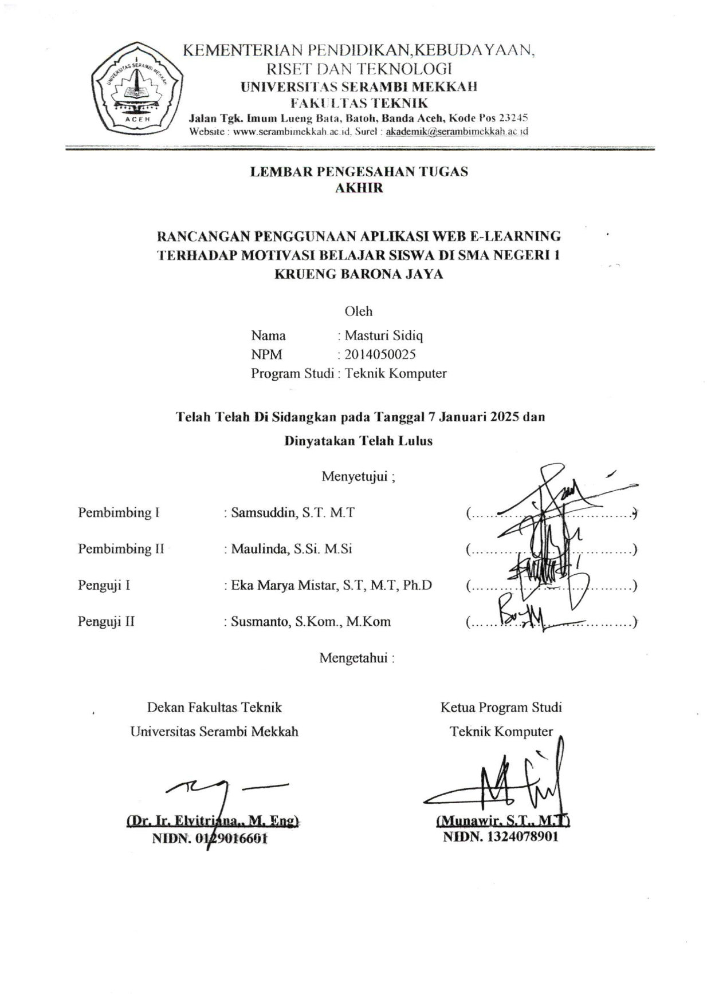 KEMENTERIAN PENDIDIKAN,KEBUDAYAAN,
RISET DAN TEKNOLOGI
UNIVERSITAS SERAMBI MEKKAH
FAKULTAS TEKNIK
Jalan Tgk. Imum Lueng Bata, Batoh, Banda Aceh, Kode Pos 23245
Website : www.serambimekkah.ac.id, Surel : akademik@serambimekkah.ac.id
UNIVERSITAS SERAMBI MEKKAH
ACEH
LEMBAR PENGESAHAN TUGAS
AKHIR
RANCANGAN PENGGUNAAN APLIKASI WEB E-LEARNING
TERHADAP MOTIVASI BELAJAR SISWA DI SMA NEGERI 1
KRUENG BARONA JAYA
Oleh
Nama : Masturi Sidiq
NPM : 2014050025
Program Studi : Teknik Komputer
Telah Telah Di Sidangkan pada Tanggal 7 Januari 2025 dan
Dinyatakan Telah Lulus
Menyetujui ;
Pembimbing I : Samsuddin, S.T. M.T (........................................)
Pembimbing II : Maulinda, S.Si. M.Si (........................................)
Penguji I : Eka Marya Mistar, S.T, M.T, Ph.D (........................................)
Penguji II : Susmanto, S.Kom., M.Kom (........................................)
Mengetahui :
Dekan Fakultas Teknik Ketua Program Studi
Universitas Serambi Mekkah Teknik Komputer
(Dr. Ir. Elvitriana,, M. Eng) (Munawir. S.T., M.T)
NIDN. 0129016601 NIDN. 1324078901